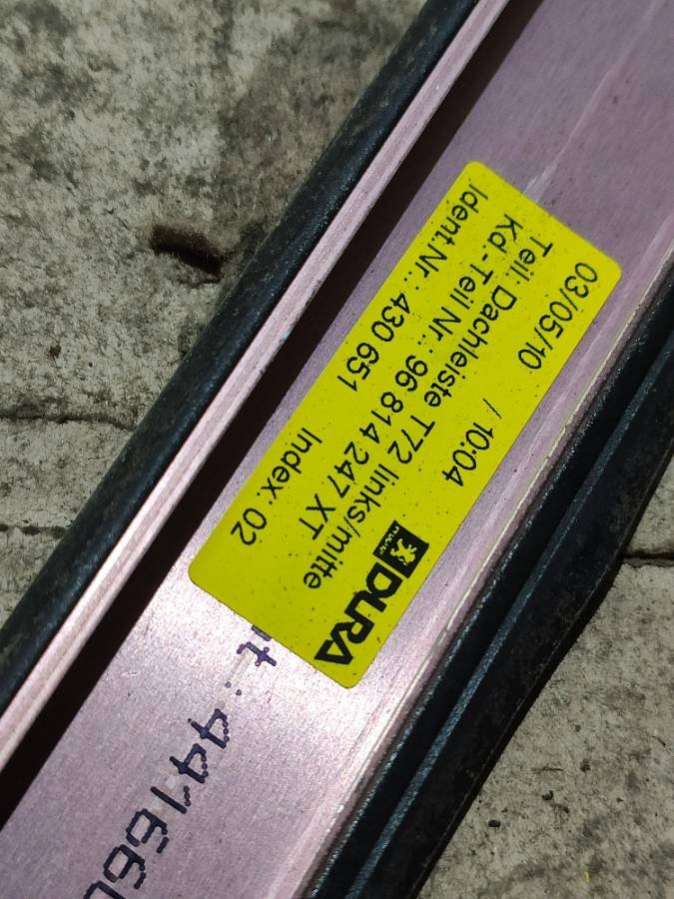 03/05/10 / 10:04
Teil: Dachleiste T72 links/mitte
Kd.-Teil Nr.: 96 814 247 XT
Ident.Nr.: 430 651 Index: 02
DURA